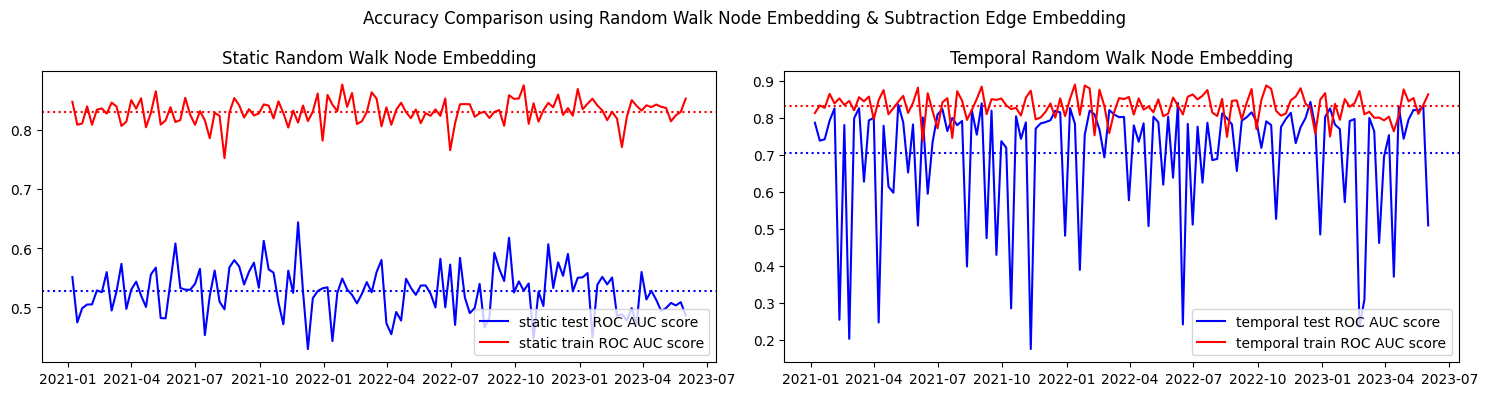 Accuracy Comparison using Random Walk Node Embedding & Subtraction Edge Embedding
Static Random Walk Node Embedding
0.8
0.7
0.6
0.5
static test ROC AUC score
static train ROC AUC score
2021-01 2021-04 2021-07 2021-10 2022-01 2022-04 2022-07 2022-10 2023-01 2023-04 2023-07
Temporal Random Walk Node Embedding
0.9
0.8
0.7
0.6
0.5
0.4
0.3
0.2
temporal test ROC AUC score
temporal train ROC AUC score
2021-01 2021-04 2021-07 2021-10 2022-01 2022-04 2022-07 2022-10 2023-01 2023-04 2023-07